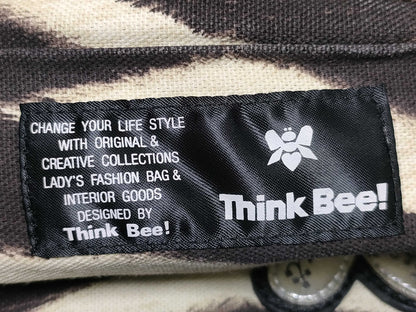 CHANGE YOUR LIFE STYLE
WITH ORIGINAL &
CREATIVE COLLECTIONS
LADY'S FASHION BAG &
INTERIOR GOODS
DESIGNED BY
Think Bee!
Think Bee!